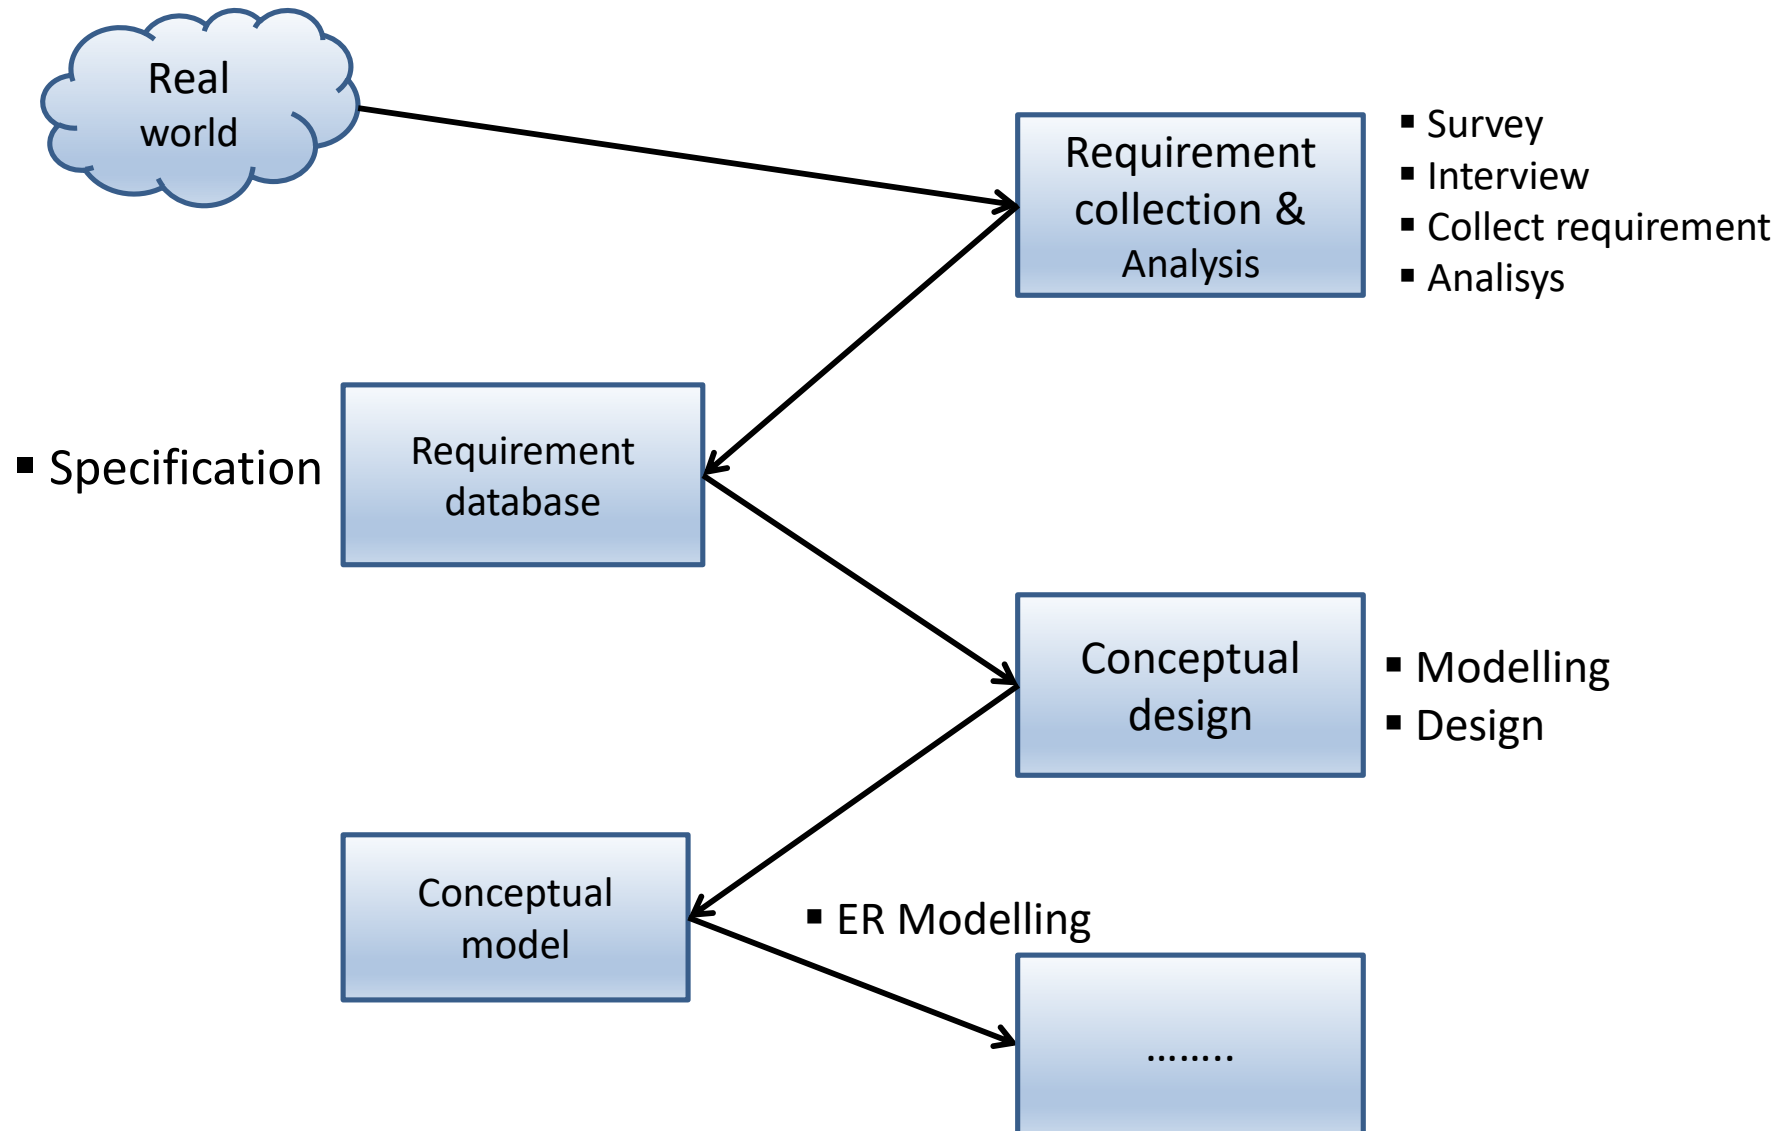 Real
world
Requirement
collection &
Analysis
▪ Survey
▪ Interview
▪ Collect requirement
▪ Analisys
▪ Specification
Requirement
database
Conceptual
design
▪ Modelling
▪ Design
Conceptual
model
▪ ER Modelling
……..